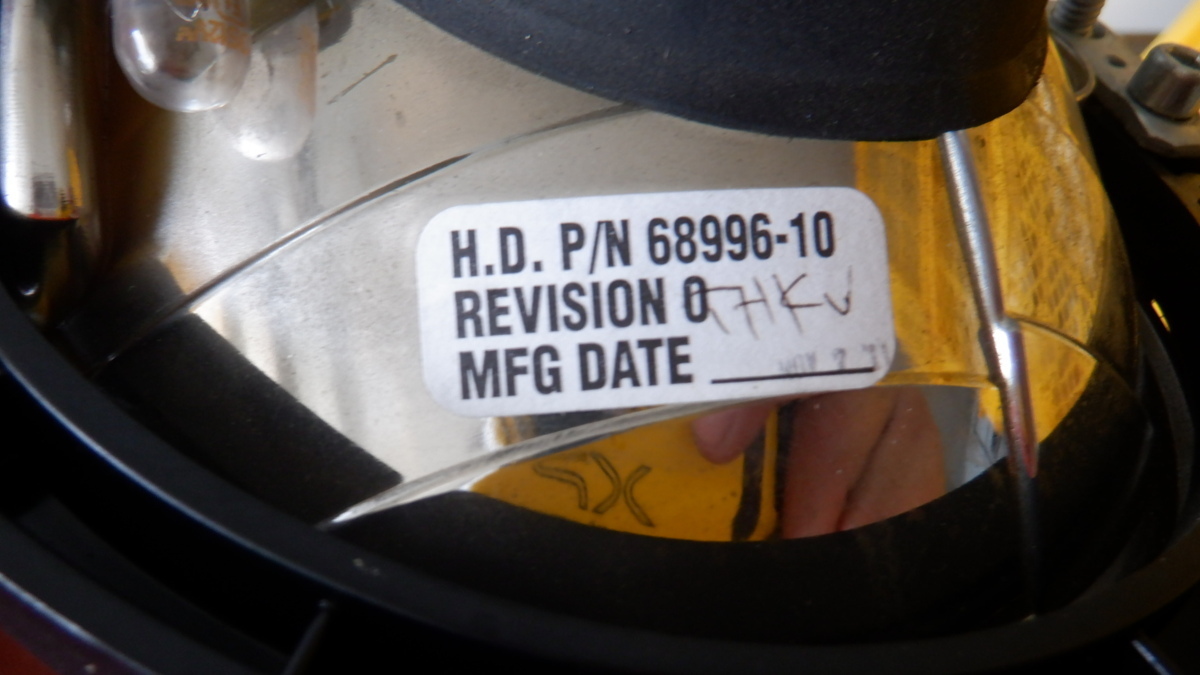 H.D. P/N 68996-10
REVISION 0
MFG DATE